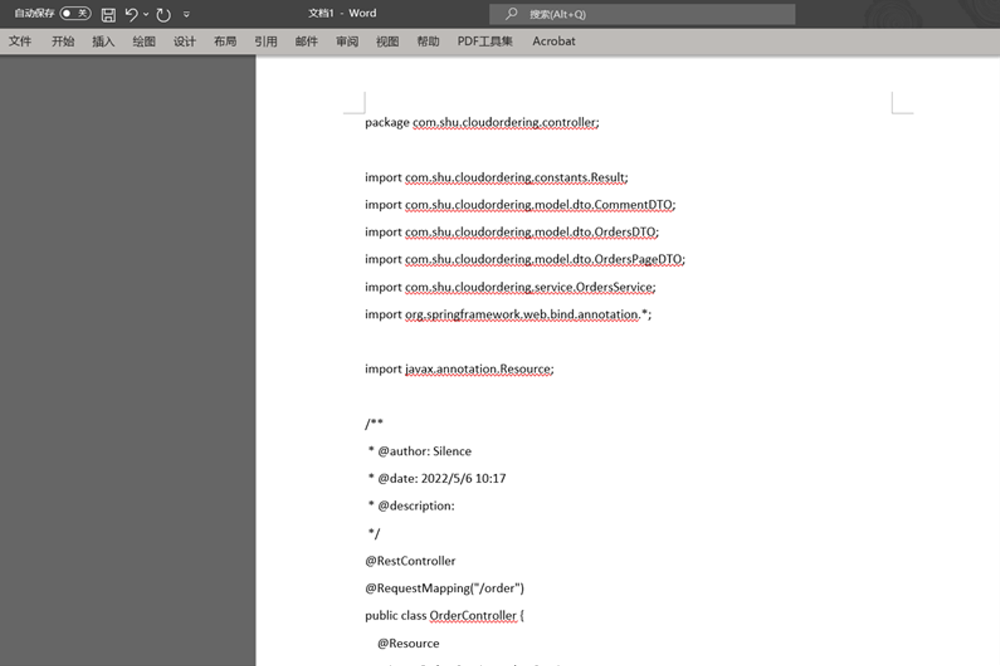 自动保存 关 文档1 - Word 搜索(Alt+Q)
文件 开始 插入 绘图 设计 布局 引用 邮件 审阅 视图 帮助 PDF工具集 Acrobat
package com.shu.cloudordering.controller;
import com.shu.cloudordering.constants.Result;
import com.shu.cloudordering.model.dto.CommentDTO;
import com.shu.cloudordering.model.dto.OrdersDTO;
import com.shu.cloudordering.model.dto.OrdersPageDTO;
import com.shu.cloudordering.service.OrdersService;
import org.springframework.web.bind.annotation.*;
import javax.annotation.Resource;
/**
* @author: Silence
* @date: 2022/5/6 10:17
* @description:
*/
@RestController
@RequestMapping("/order")
public class OrderController {
@Resource